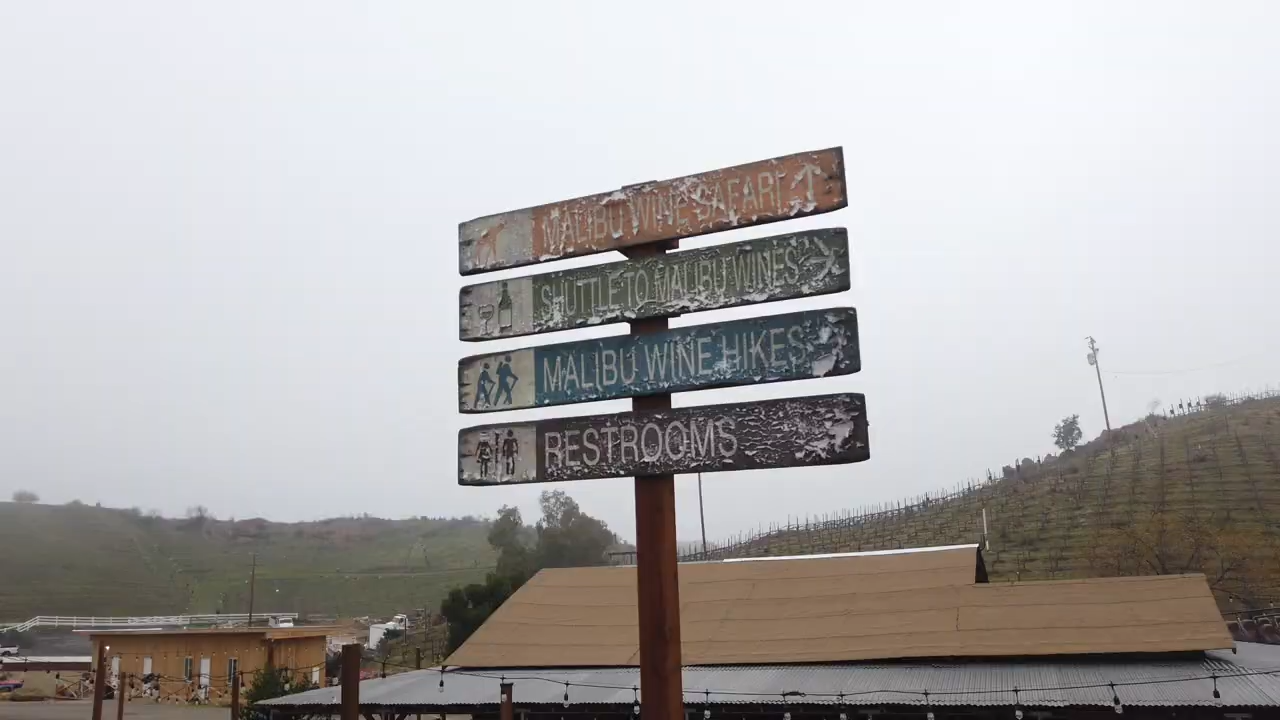 MALIBU WINE SAFARI
SHUTTLE TO MALIBU WINES
MALIBU WINE HIKES
RESTROOMS